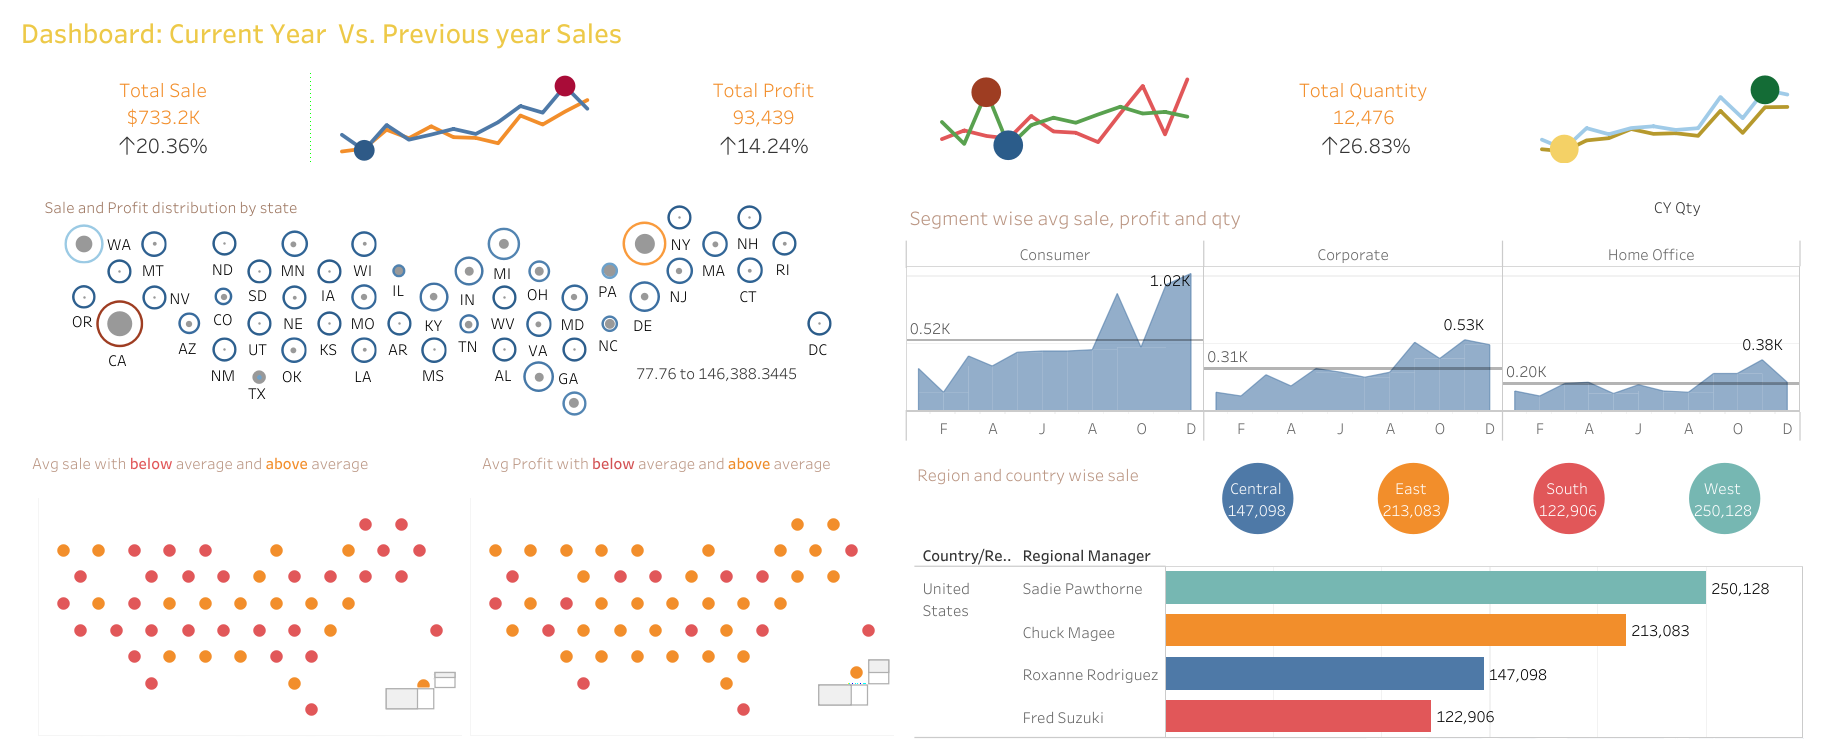 Dashboard: Current Year Vs. Previous year Sales
Total Sale
$733.2K
↑20.36%
Total Profit
93,439
↑14.24%
Total Quantity
12,476
↑26.83%
CY Qty
Sale and Profit distribution by state
WA
MT
ND
MN
WI
MI
NY
MA
NH
RI
OR
NV
CO
SD
IA
IL
IN
OH
PA
NJ
CT
CA
AZ
UT
NE
KS
MO
AR
KY
TN
WV
VA
MD
NC
DE
DC
NM
TX
OK
LA
MS
AL
GA
77.76 to 146,388.3445
Segment wise avg sale, profit and qty
Consumer
Corporate
Home Office
0.52K
1.02K
0.31K
0.53K
0.20K
0.38K
F A J A O D
F A J A O D
F A J A O D
Avg sale with below average and above average
Avg Profit with below average and above average
Region and country wise sale
Central
147,098
East
213,083
South
122,906
West
250,128
Country/Re.. Regional Manager
United
States
Sadie Pawthorne 250,128
Chuck Magee 213,083
Roxanne Rodriguez 147,098
Fred Suzuki 122,906